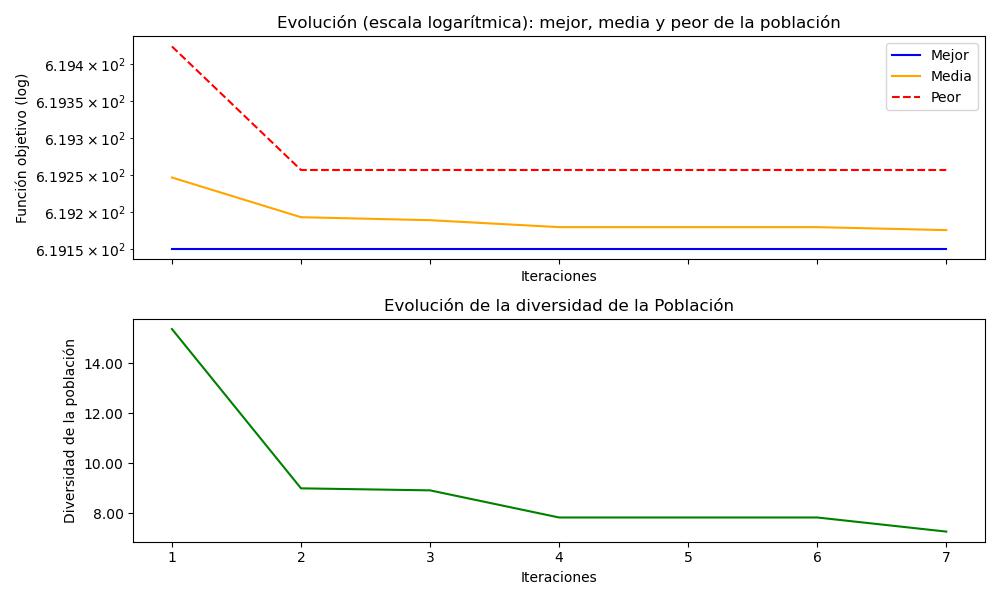 Evolución (escala logarítmica): mejor, media y peor de la población
Función objetivo (log)
6.194 × 10²
6.1935 × 10²
6.193 × 10²
6.1925 × 10²
6.192 × 10²
6.1915 × 10²
Mejor
Media
Peor
Iteraciones
Evolución de la diversidad de la Población
Diversidad de la población
14.00
12.00
10.00
8.00
1 2 3 4 5 6 7
Iteraciones